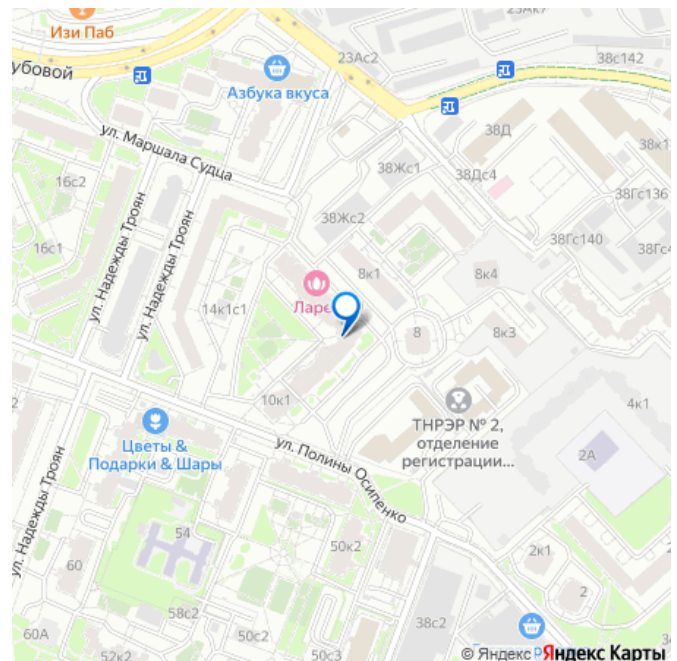 Изи Паб
23Ас2
23Ак7
38с142
убовой
Азбука вкуса
ул. Маршала Судца
38Д
38к1
38Жс1
38Дс4
16с2
38Гс136
ул. Надежды Троян
ул. Надежды Троян
38Жс2
38Гс140
38Гс4
16с1
8к1
8к4
Ларе
14к1с1
8
8к3
10к1
ТНРЭР № 2,
отделение
регистрации...
4к1
2
Цветы &
Подарки & Шары
ул. Полины Осипенко
2А
ул. Надежды Троян
54
50к2
2к1
2
60
58с2
38с2
2
60А
52к2
50с2
50с3
© Яндекс Яндекс Карты